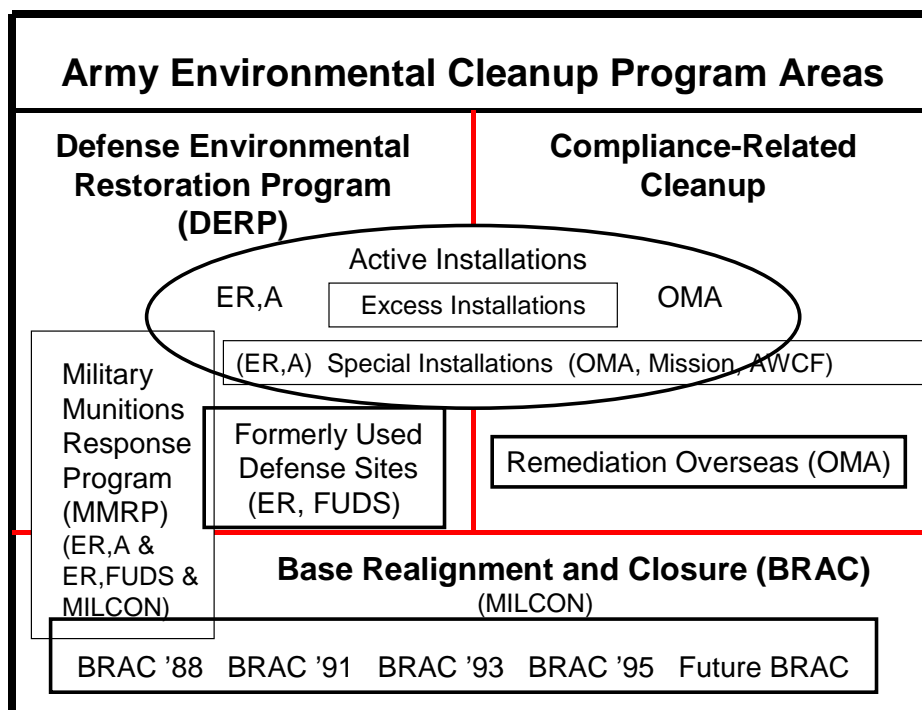 Army Environmental Cleanup Program Areas
Defense Environmental
Restoration Program
(DERP)
Compliance-Related
Cleanup
Active Installations
ER,A
Excess Installations
OMA
(ER,A) Special Installations (OMA, Mission, AWCF)
Military
Munitions
Response
Program
(MMRP)
(ER,A &
ER,FUDS &
MILCON)
Formerly Used
Defense Sites
(ER, FUDS)
Remediation Overseas (OMA)
Base Realignment and Closure (BRAC)
(MILCON)
BRAC ’88 BRAC ’91 BRAC ’93 BRAC ’95 Future BRAC